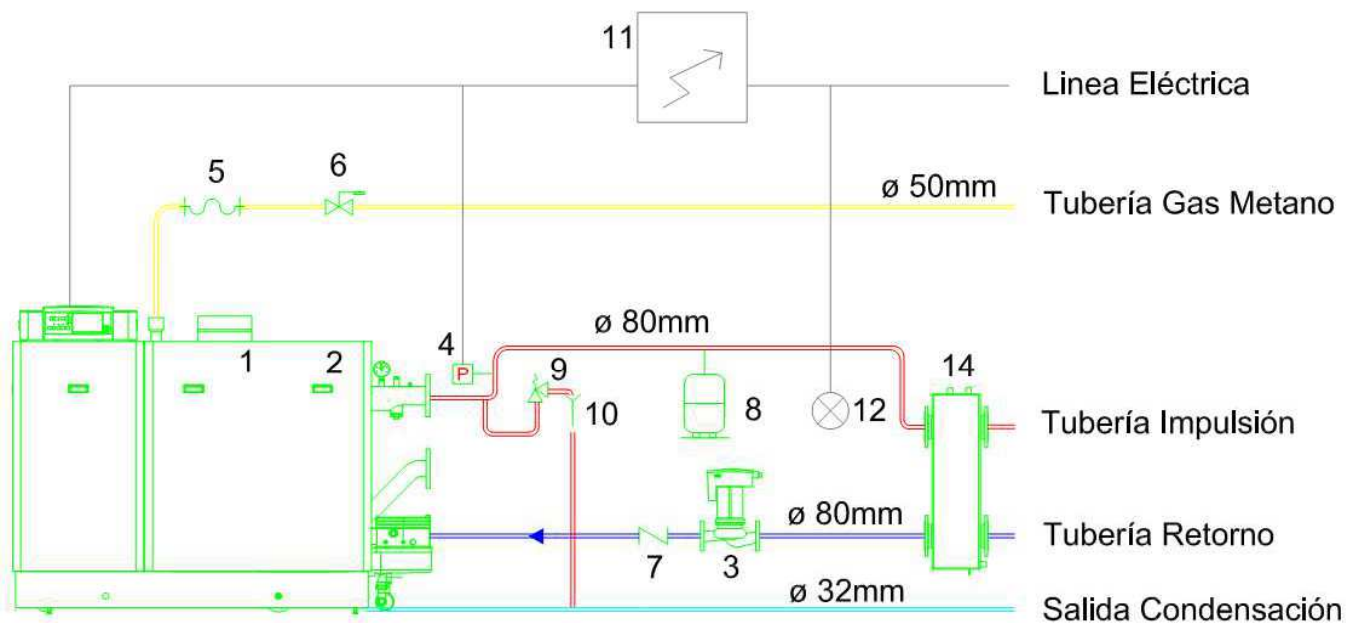 11
Linea Eléctrica
5
6
ø 50mm
Tubería Gas Metano
ø 80mm
1
2
4
P
9
14
10
8
12
Tubería Impulsión
ø 80mm
Tubería Retorno
7
3
ø 32mm
Salida Condensación